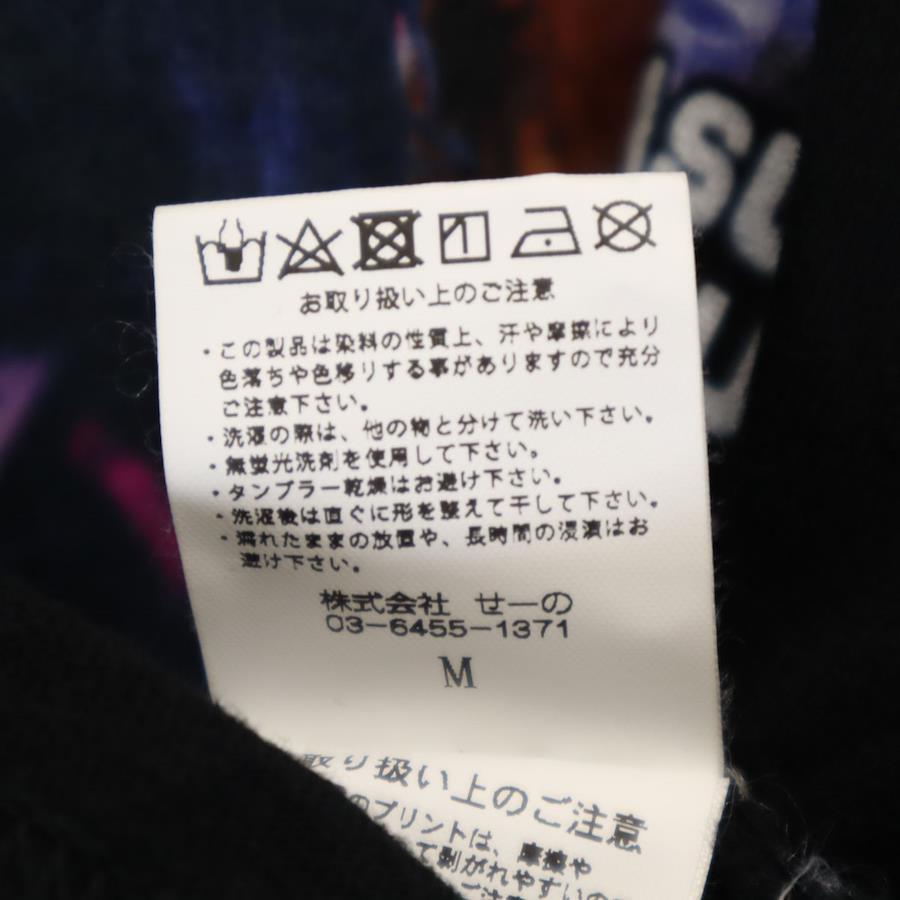 お取り扱い上のご注意
・この製品は染料の性質上、汗や摩擦により
色落ちや色移りする事がありますので充分
ご注意下さい。
・洗濯の際は、他の物と分けて洗い下さい。
・無蛍光洗剤を使用して下さい。
・タンブラー乾燥はお避け下さい。
・洗濯後は直ぐに形を整えて干して下さい。
・濡れたままの放置や、長時間の浸漬はお
避け下さい。
株式会社 せーの
03-6455-1371
M
取り扱い上のご注意
のプリントは、摩擦や
て剥がれやすいの